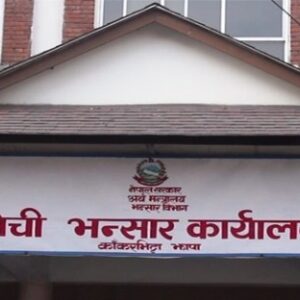 नेपाल सरकार
अर्थ मन्त्रालय
भन्सार विभाग
ेची भन्सार कार्याल
काँकरभिट्टा झापा